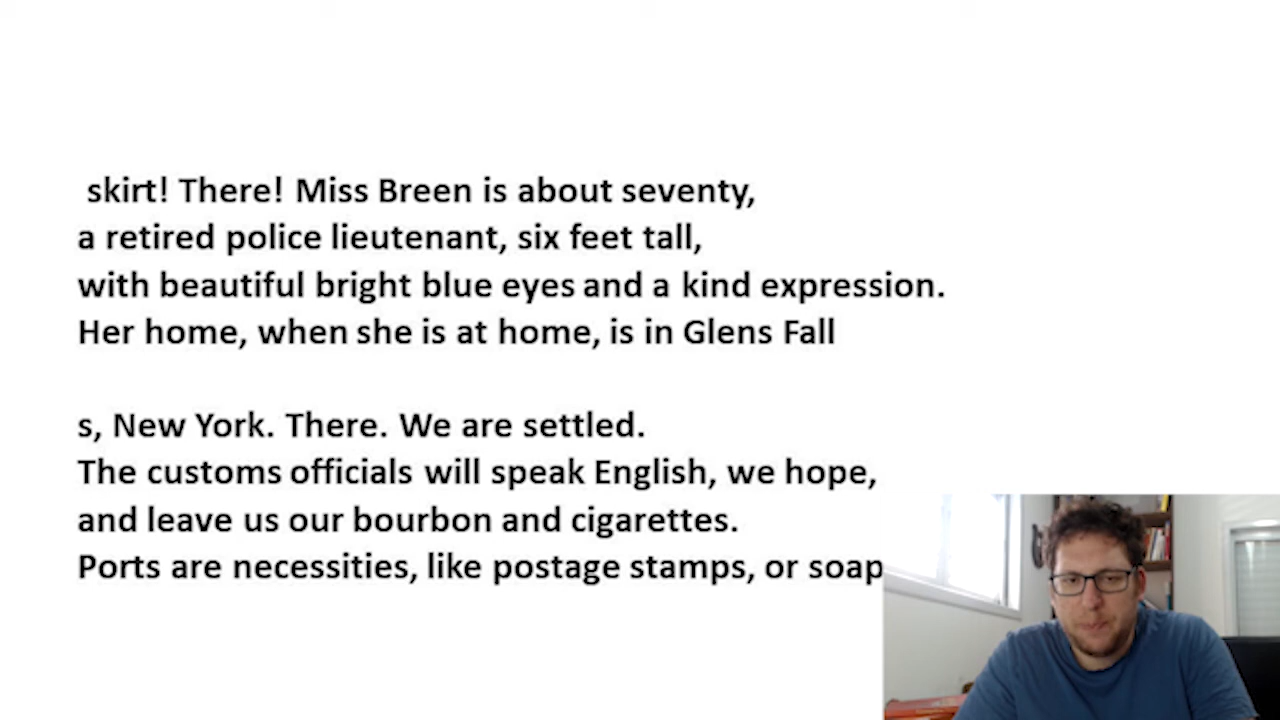 skirt! There! Miss Breen is about seventy,
a retired police lieutenant, six feet tall,
with beautiful bright blue eyes and a kind expression.
Her home, when she is at home, is in Glens Fall
s, New York. There. We are settled.
The customs officials will speak English, we hope,
and leave us our bourbon and cigarettes.
Ports are necessities, like postage stamps, or soap